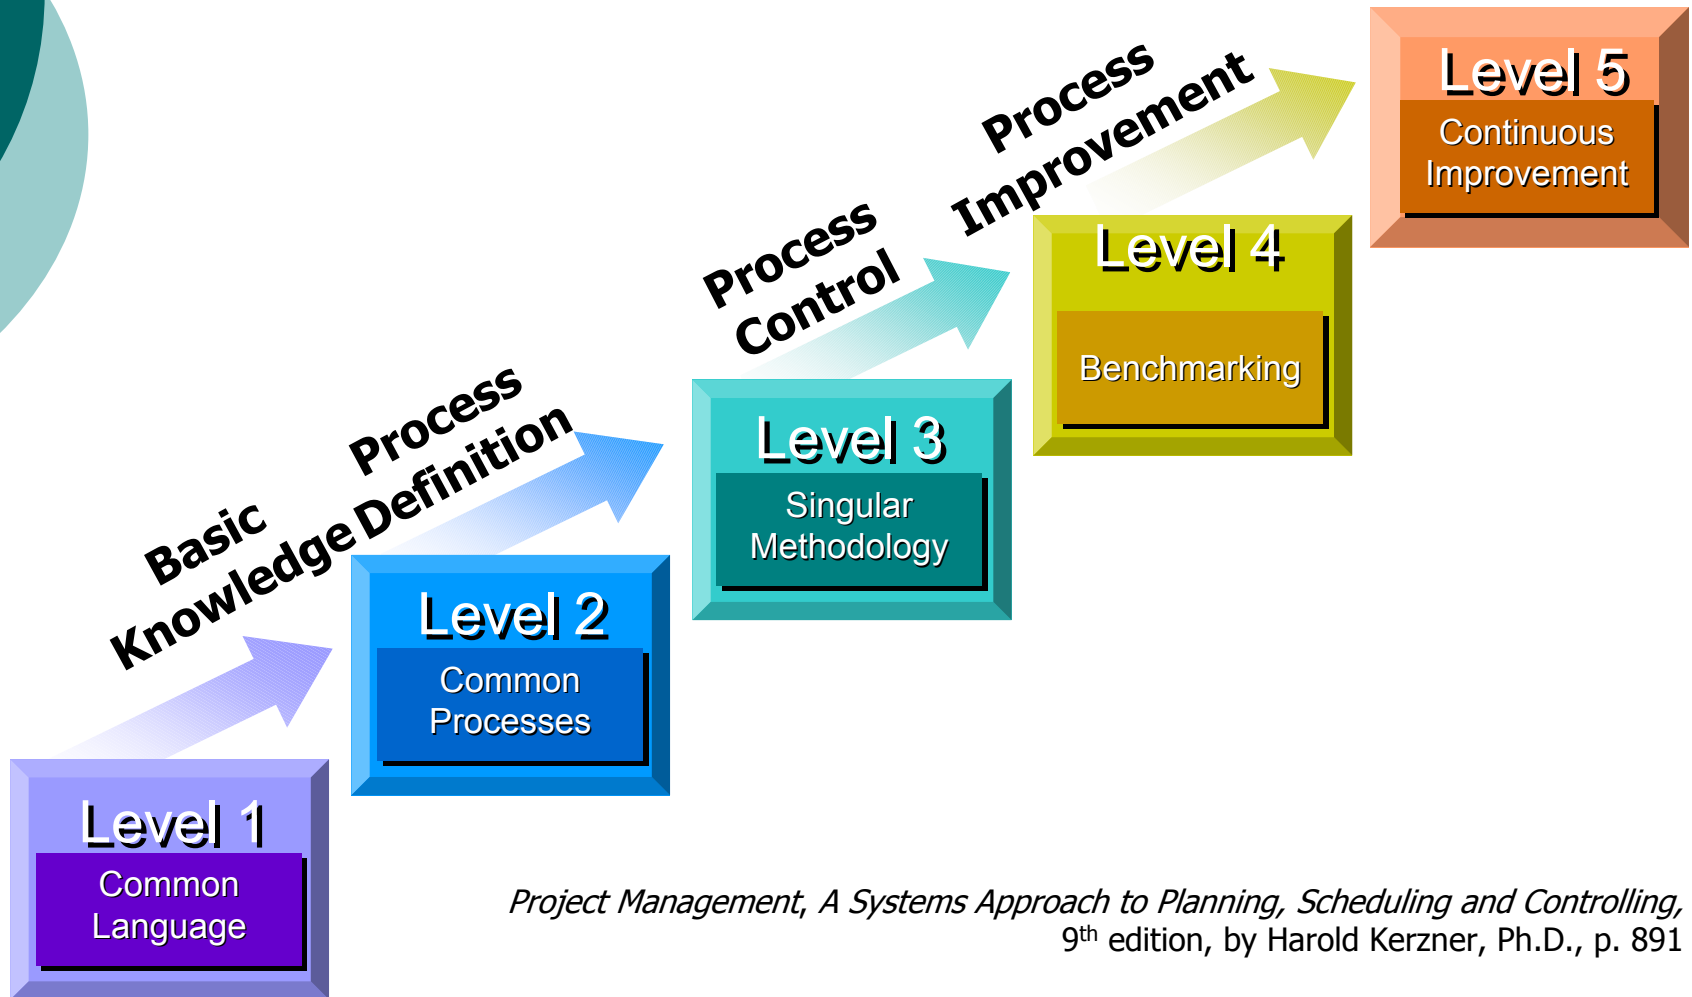 Level 1
Common
Language
Basic
Knowledge
Level 2
Common
Processes
Process
Definition
Level 3
Singular
Methodology
Process
Control
Level 4
Benchmarking
Process
Improvement
Level 5
Continuous
Improvement
Project Management, A Systems Approach to Planning, Scheduling and Controlling,
9th edition, by Harold Kerzner, Ph.D., p. 891